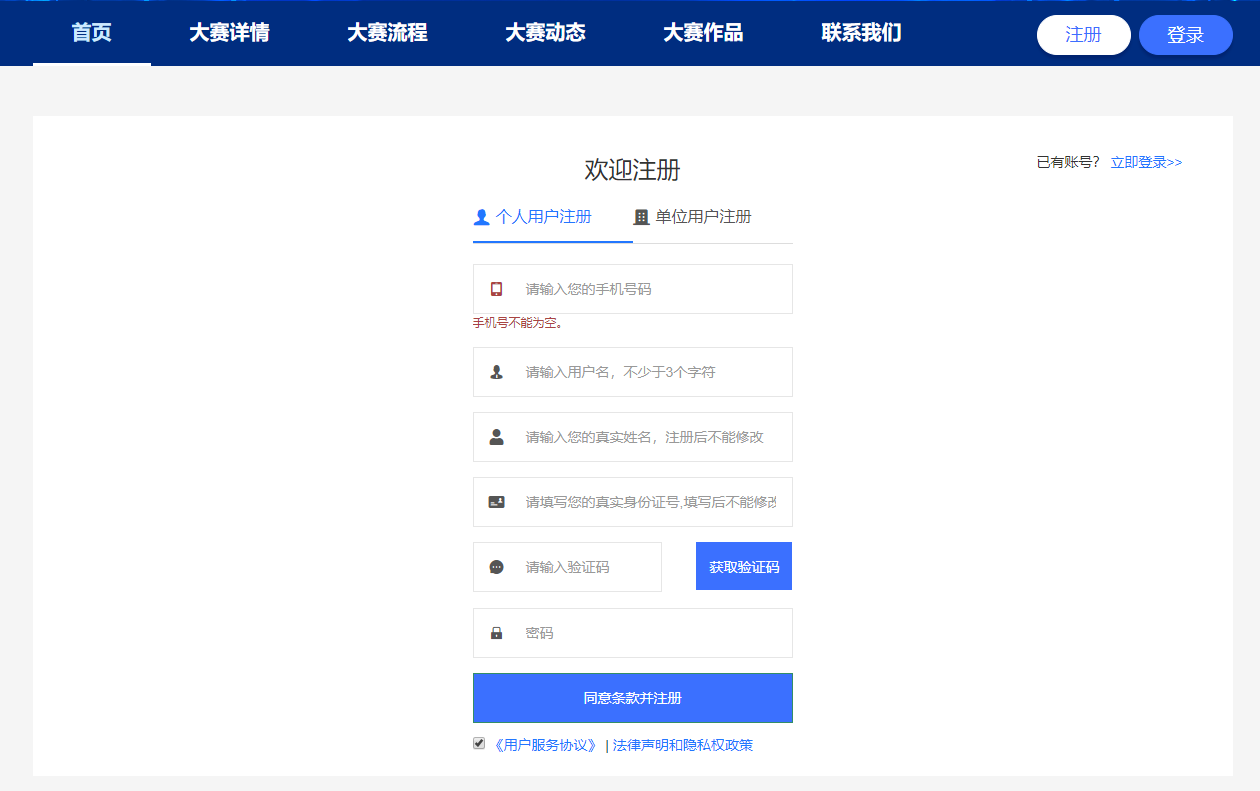 首页 大赛详情 大赛流程 大赛动态 大赛作品 联系我们 注册 登录
已有账号? 立即登录>>
欢迎注册
个人用户注册 单位用户注册
请输入您的手机号码
手机号不能为空。
请输入用户名，不少于3个字符
请输入您的真实姓名，注册后不能修改
请填写您的真实身份证号,填写后不能修改
请输入验证码 获取验证码
密码
同意条款并注册
《用户服务协议》 | 法律声明和隐私权政策